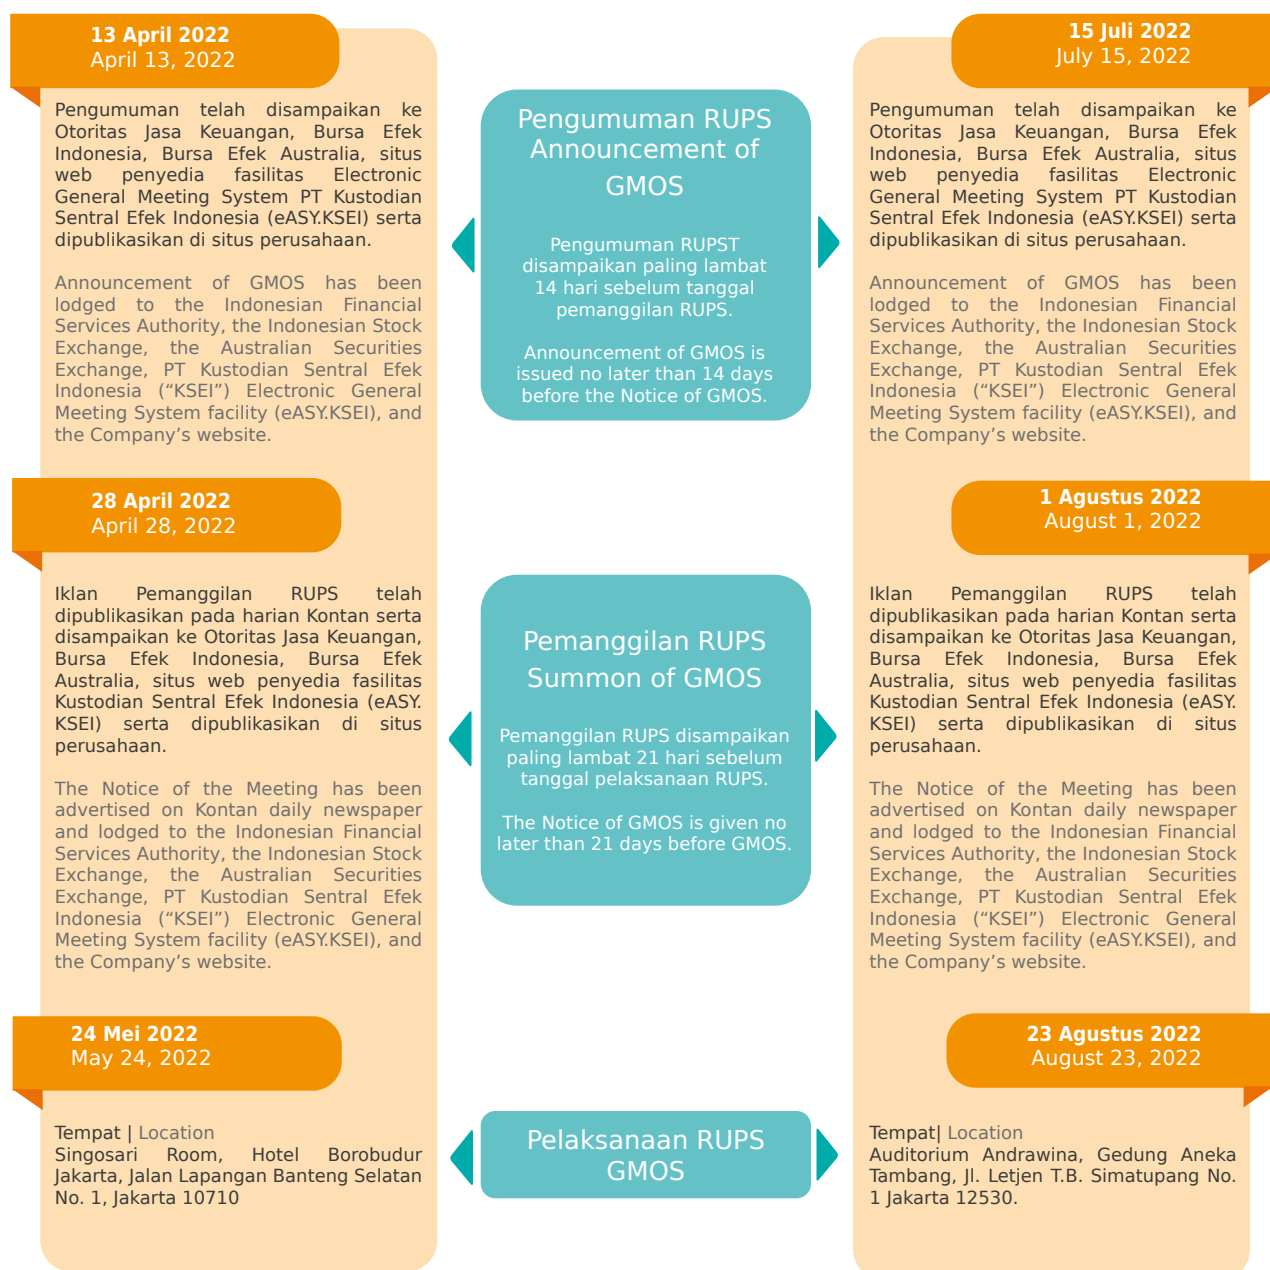 13 April 2022
April 13, 2022
Pengumuman telah disampaikan ke
Otoritas Jasa Keuangan, Bursa Efek
Indonesia, Bursa Efek Australia, situs
web penyedia fasilitas Electronic
General Meeting System PT Kustodian
Sentral Efek Indonesia (eASY.KSEI) serta
dipublikasikan di situs perusahaan.
Announcement of GMOS has been
lodged to the Indonesian Financial
Services Authority, the Indonesian Stock
Exchange, the Australian Securities
Exchange, PT Kustodian Sentral Efek
Indonesia (“KSEI”) Electronic General
Meeting System facility (eASY.KSEI), and
the Company’s website.
28 April 2022
April 28, 2022
Iklan Pemanggilan RUPS telah
dipublikasikan pada harian Kontan serta
disampaikan ke Otoritas Jasa Keuangan,
Bursa Efek Indonesia, Bursa Efek
Australia, situs web penyedia fasilitas
Kustodian Sentral Efek Indonesia (eASY.
KSEI) serta dipublikasikan di situs
perusahaan.
The Notice of the Meeting has been
advertised on Kontan daily newspaper
and lodged to the Indonesian Financial
Services Authority, the Indonesian Stock
Exchange, the Australian Securities
Exchange, PT Kustodian Sentral Efek
Indonesia (“KSEI”) Electronic General
Meeting System facility (eASY.KSEI), and
the Company’s website.
24 Mei 2022
May 24, 2022
Tempat | Location
Singosari Room, Hotel Borobudur
Jakarta, Jalan Lapangan Banteng Selatan
No. 1, Jakarta 10710
Pengumuman RUPS
Announcement of
GMOS
Pengumuman RUPST
disampaikan paling lambat
14 hari sebelum tanggal
pemanggilan RUPS.
Announcement of GMOS is
issued no later than 14 days
before the Notice of GMOS.
Pemanggilan RUPS
Summon of GMOS
Pemanggilan RUPS disampaikan
paling lambat 21 hari sebelum
tanggal pelaksanaan RUPS.
The Notice of GMOS is given no
later than 21 days before GMOS.
Pelaksanaan RUPS
GMOS
15 Juli 2022
July 15, 2022
Pengumuman telah disampaikan ke
Otoritas Jasa Keuangan, Bursa Efek
Indonesia, Bursa Efek Australia, situs
web penyedia fasilitas Electronic
General Meeting System PT Kustodian
Sentral Efek Indonesia (eASY.KSEI) serta
dipublikasikan di situs perusahaan.
Announcement of GMOS has been
lodged to the Indonesian Financial
Services Authority, the Indonesian Stock
Exchange, the Australian Securities
Exchange, PT Kustodian Sentral Efek
Indonesia (“KSEI”) Electronic General
Meeting System facility (eASY.KSEI), and
the Company’s website.
1 Agustus 2022
August 1, 2022
Iklan Pemanggilan RUPS telah
dipublikasikan pada harian Kontan serta
disampaikan ke Otoritas Jasa Keuangan,
Bursa Efek Indonesia, Bursa Efek
Australia, situs web penyedia fasilitas
Kustodian Sentral Efek Indonesia (eASY.
KSEI) serta dipublikasikan di situs
perusahaan.
The Notice of the Meeting has been
advertised on Kontan daily newspaper
and lodged to the Indonesian Financial
Services Authority, the Indonesian Stock
Exchange, the Australian Securities
Exchange, PT Kustodian Sentral Efek
Indonesia (“KSEI”) Electronic General
Meeting System facility (eASY.KSEI), and
the Company’s website.
23 Agustus 2022
August 23, 2022
Tempat| Location
Auditorium Andrawina, Gedung Aneka
Tambang, Jl. Letjen T.B. Simatupang No.
1 Jakarta 12530.